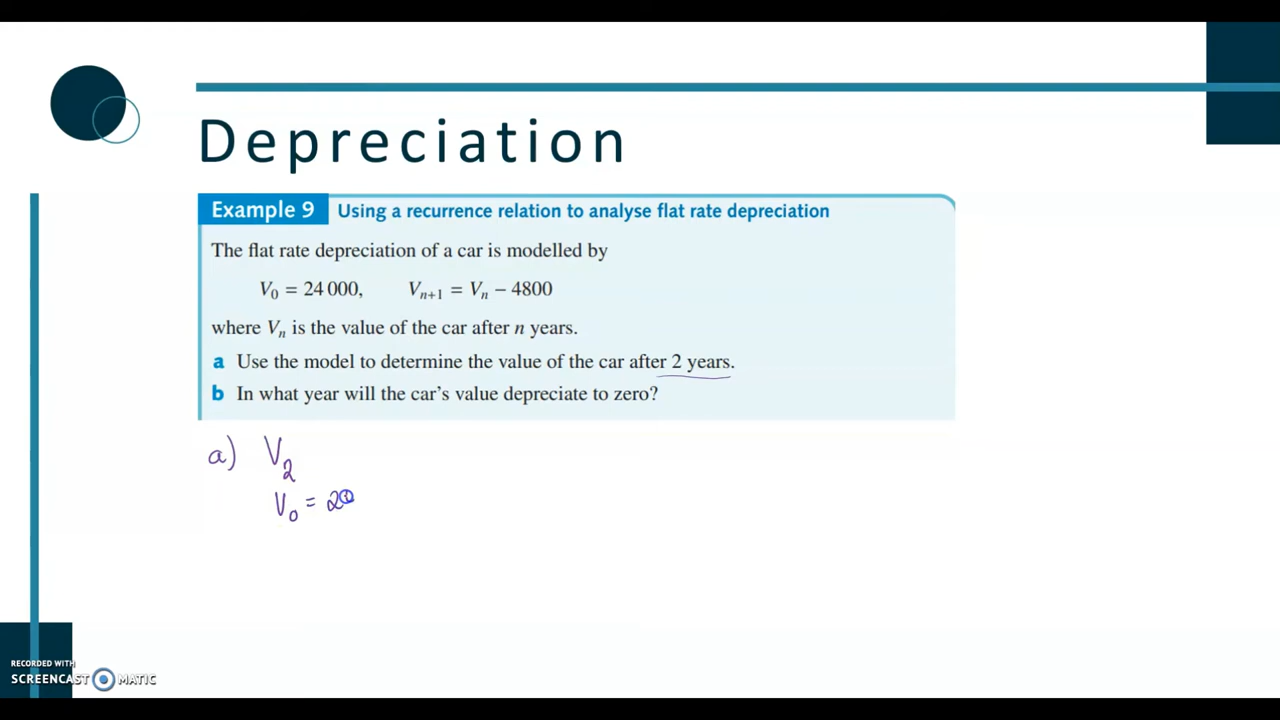 Depreciation
Example 9 Using a recurrence relation to analyse flat rate depreciation
The flat rate depreciation of a car is modelled by
V₀ = 24 000, Vₙ₊₁ = Vₙ − 4800
where Vₙ is the value of the car after n years.
a Use the model to determine the value of the car after 2 years.
b In what year will the car's value depreciate to zero?
a) V₂
V₀ = 2
RECORDED WITH
SCREENCAST MATIC